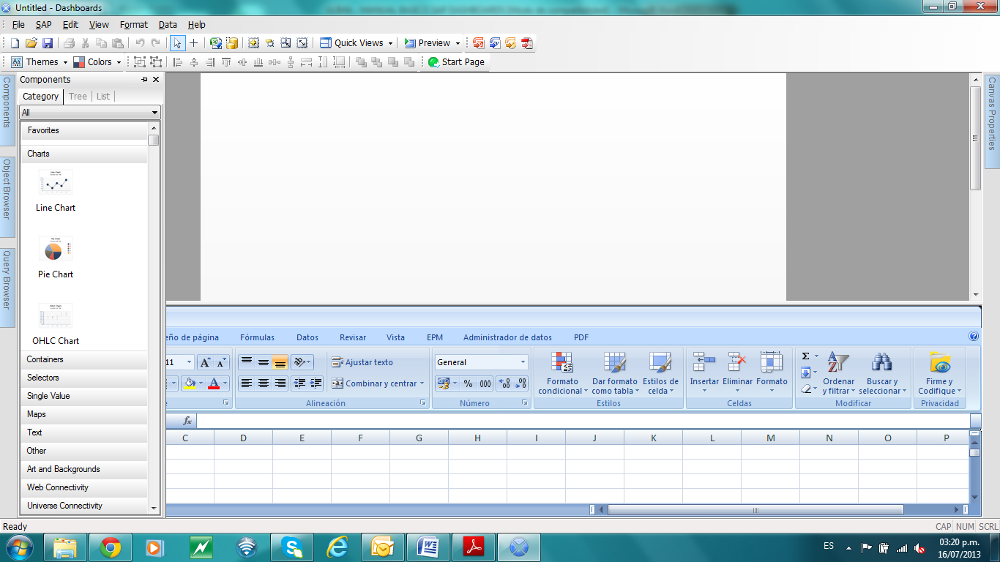 Untitled - Dashboards
File SAP Edit View Format Data Help
Quick Views Preview
Themes Colors Start Page
Components
Components
Object Browser
Query Browser
Category Tree List
All
Favorites
Charts
Line Chart
Pie Chart
OHLC Chart
Containers
Selectors
Single Value
Maps
Text
Other
Art and Backgrounds
Web Connectivity
Universe Connectivity
Canvas Properties
eño de página Fórmulas Datos Revisar Vista EPM Administrador de datos PDF
11 A A Ajustar texto General
A Combinar y centrar % 000
Alineación Número
Formato condicional Dar formato como tabla Estilos de celda
Estilos
Insertar Eliminar Formato
Celdas
Σ Ordenar y filtrar Buscar y seleccionar
Modificar
Firme y Codifique
Privacidad
fx
C D E F G H I J K L M N O P
Ready CAP NUM SCRL
ES 03:20 p.m.
16/07/2013